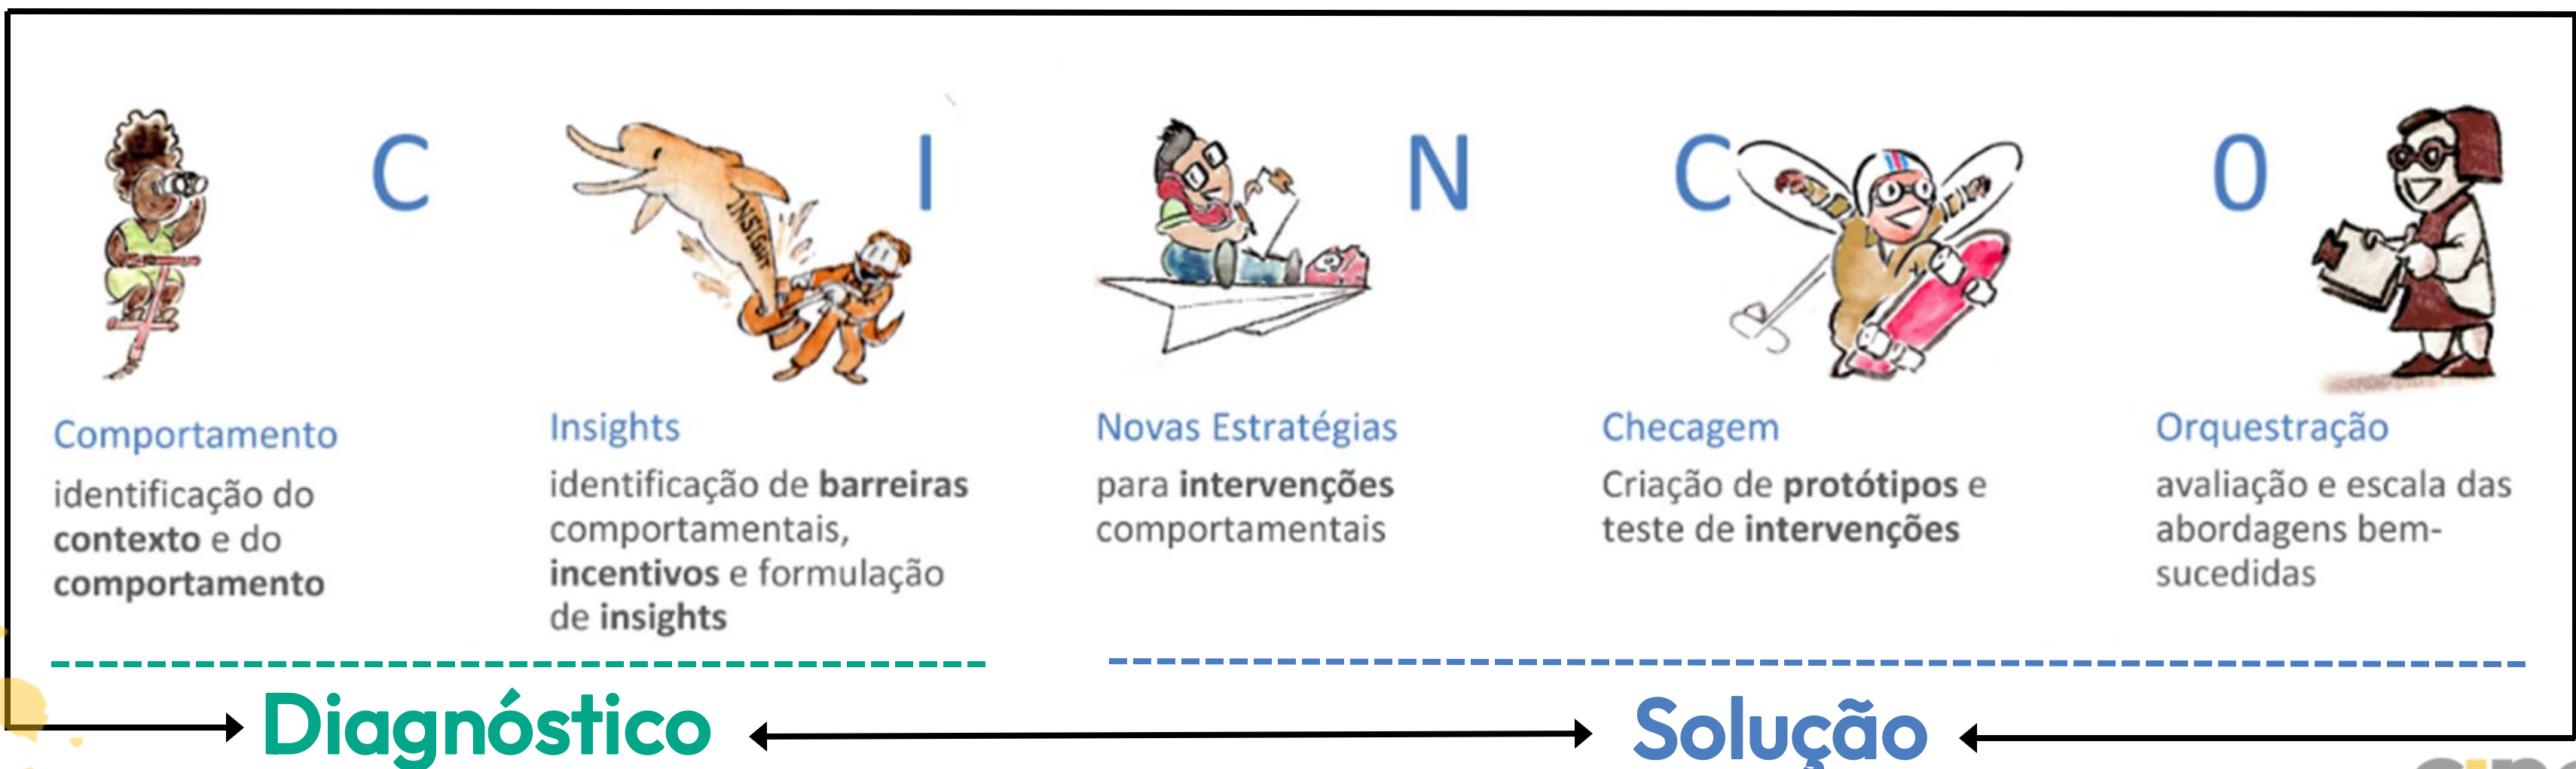 C
I
N
C
O
INSIGHT
Comportamento
identificação do
contexto e do
comportamento
Insights
identificação de barreiras
comportamentais,
incentivos e formulação
de insights
Novas Estratégias
para intervenções
comportamentais
Checagem
Criação de protótipos e
teste de intervenções
Orquestração
avaliação e escala das
abordagens bem-
sucedidas
Diagnóstico
Solução